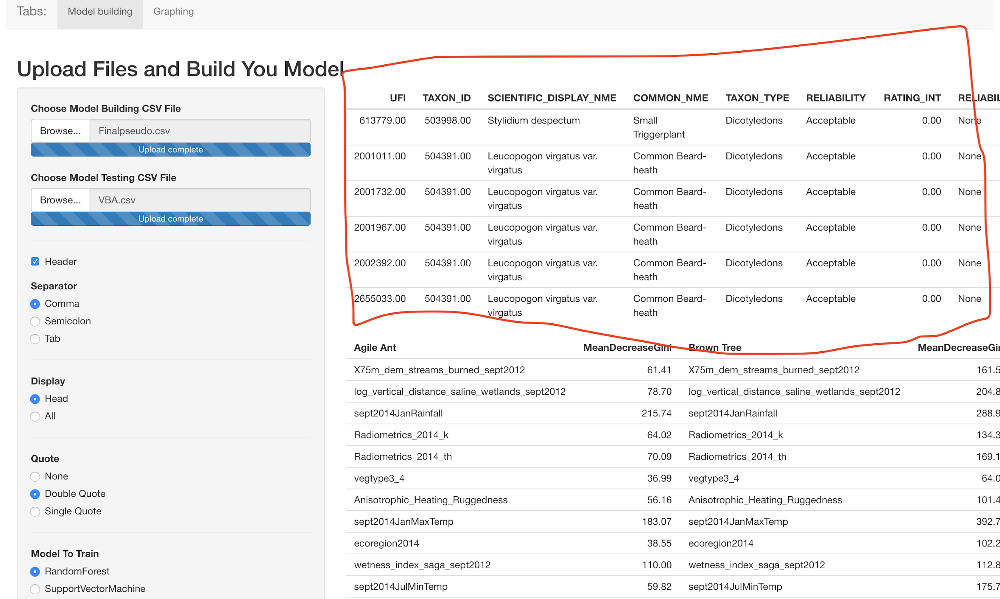 Tabs: Model building Graphing
Upload Files and Build You Model
Choose Model Building CSV File
Browse... Finalpseudo.csv
Upload complete
Choose Model Testing CSV File
Browse... VBA.csv
Upload complete
Header
Separator
Comma
Semicolon
Tab
Display
Head
All
Quote
None
Double Quote
Single Quote
Model To Train
RandomForest
SupportVectorMachine
UFI TAXON_ID SCIENTIFIC_DISPLAY_NME COMMON_NME TAXON_TYPE RELIABILITY RATING_INT RELIABIL
613779.00 503998.00 Stylidium despectum Small Dicotyledons Acceptable 0.00 None
Triggerplant
2001011.00 504391.00 Leucopogon virgatus var. Common Beard- Dicotyledons Acceptable 0.00 None
virgatus heath
2001732.00 504391.00 Leucopogon virgatus var. Common Beard- Dicotyledons Acceptable 0.00 None
virgatus heath
2001967.00 504391.00 Leucopogon virgatus var. Common Beard- Dicotyledons Acceptable 0.00 None
virgatus heath
2002392.00 504391.00 Leucopogon virgatus var. Common Beard- Dicotyledons Acceptable 0.00 None
virgatus heath
2655033.00 504391.00 Leucopogon virgatus var. Common Beard- Dicotyledons Acceptable 0.00 None
virgatus heath
Agile Ant MeanDecreaseGini Brown Tree MeanDecreaseGin
X75m_dem_streams_burned_sept2012 61.41 X75m_dem_streams_burned_sept2012 161.5
log_vertical_distance_saline_wetlands_sept2012 78.70 log_vertical_distance_saline_wetlands_sept2012 204.8
sept2014JanRainfall 215.74 sept2014JanRainfall 288.9
Radiometrics_2014_k 64.02 Radiometrics_2014_k 134.3
Radiometrics_2014_th 70.09 Radiometrics_2014_th 169.1
vegtype3_4 36.99 vegtype3_4 64.0
Anisotrophic_Heating_Ruggedness 56.16 Anisotrophic_Heating_Ruggedness 101.4
sept2014JanMaxTemp 183.07 sept2014JanMaxTemp 392.7
ecoregion2014 38.55 ecoregion2014 102.2
wetness_index_saga_sept2012 110.00 wetness_index_saga_sept2012 112.8
sept2014JulMinTemp 59.82 sept2014JulMinTemp 175.7